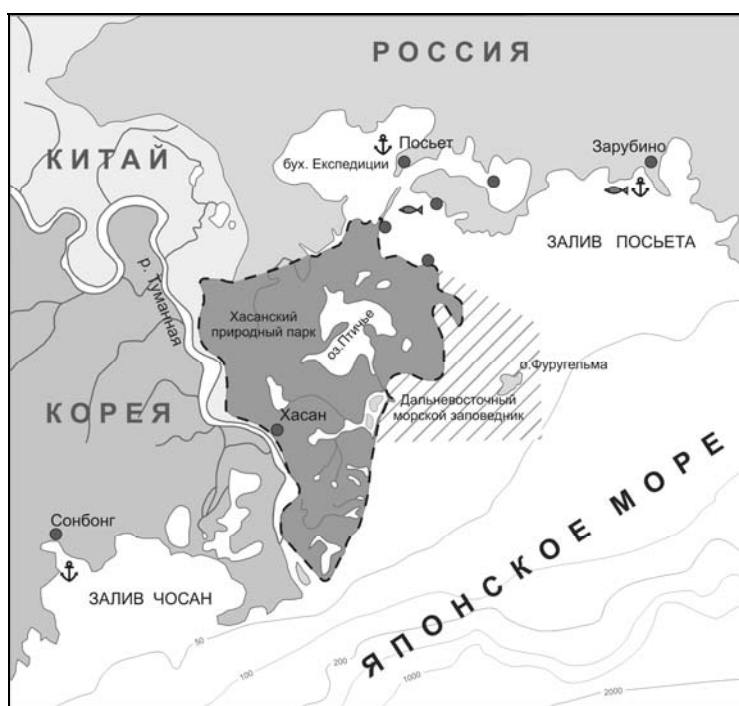 РОССИЯ
Посьет
бух. Експедиции
Зарубино
КИТАЙ
ЗАЛИВ ПОСЬЕТА
р. Туманная
Хасанский
природный парк
оз.Птичье
о.Фуругельма
Дальневосточный
морской заповедник
КОРЕЯ
Хасан
Сонбонг
ЗАЛИВ ЧОСАН
ЯПОНСКОЕ МОРЕ
50
100
200
1000
2000